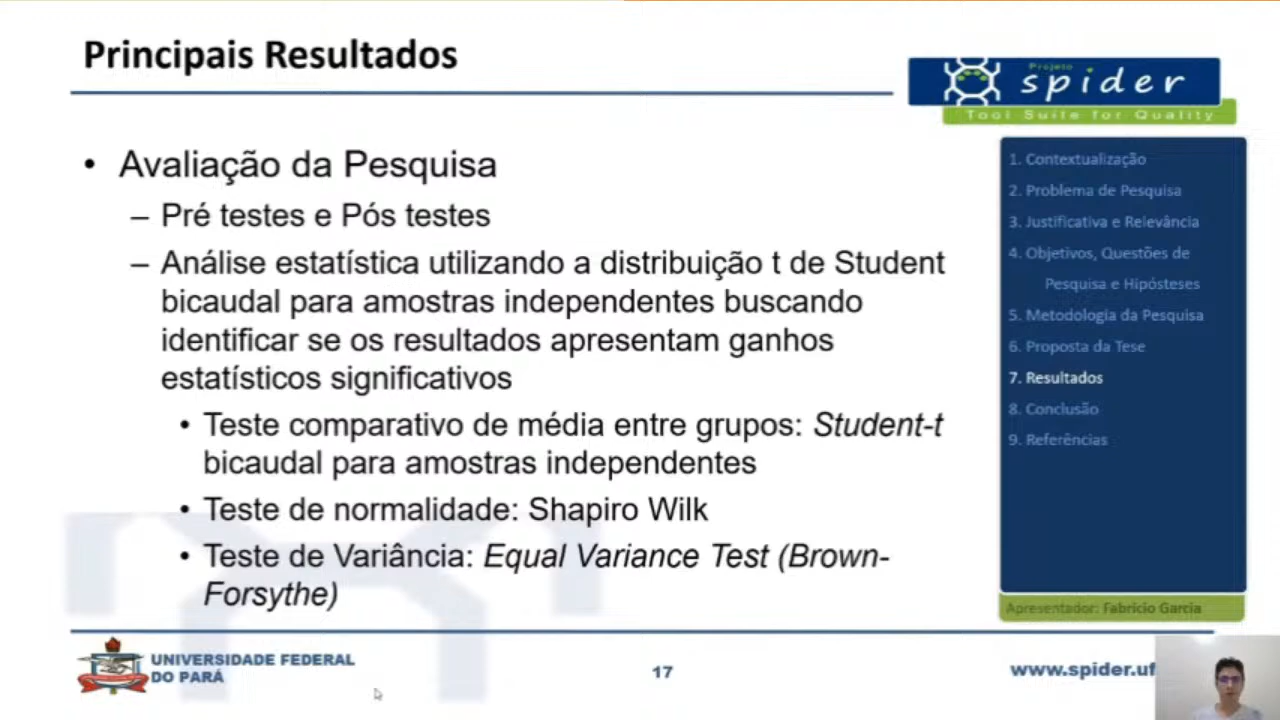 Principais Resultados
Projeto
spider
Tool Suite for Quality
• Avaliação da Pesquisa
– Pré testes e Pós testes
– Análise estatística utilizando a distribuição t de Student
bicaudal para amostras independentes buscando
identificar se os resultados apresentam ganhos
estatísticos significativos
• Teste comparativo de média entre grupos: Student-t
bicaudal para amostras independentes
• Teste de normalidade: Shapiro Wilk
• Teste de Variância: Equal Variance Test (Brown-
Forsythe)
1. Contextualização
2. Problema de Pesquisa
3. Justificativa e Relevância
4. Objetivos, Questões de
Pesquisa e Hipósteses
5. Metodologia da Pesquisa
6. Proposta da Tese
7. Resultados
8. Conclusão
9. Referências
Apresentador: Fabricio Garcia
UNIVERSIDADE FEDERAL
DO PARÁ
17
www.spider.uf